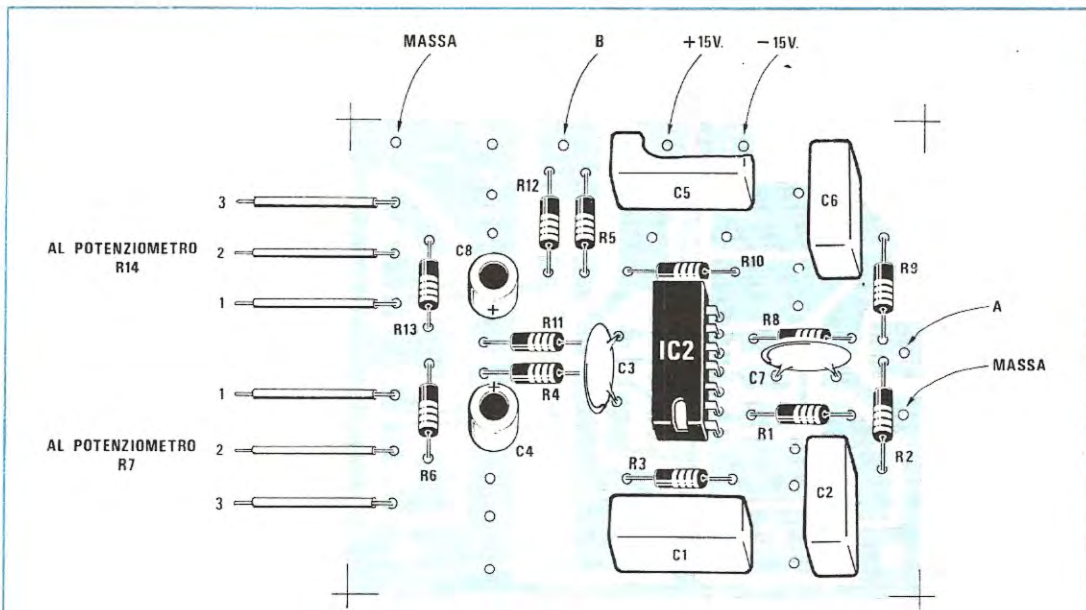 MASSA
B
+15V.
-15V.
R12
C5
C6
3
AL POTENZIOMETRO
R14
2
1
R5
C8
+
R10
R9
R13
R11
IC2
R8
A
C3
C7
MASSA
R4
+
1
AL POTENZIOMETRO
R7
2
3
R6
C4
R1
R2
R3
C2
C1